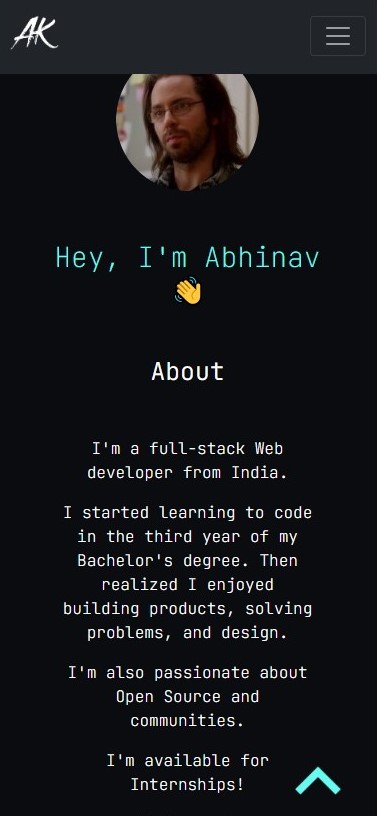 AK
Hey, I'm Abhinav
👋
About
I'm a full-stack Web
developer from India.
I started learning to code
in the third year of my
Bachelor's degree. Then
realized I enjoyed
building products, solving
problems, and design.
I'm also passionate about
Open Source and
communities.
I'm available for
Internships!